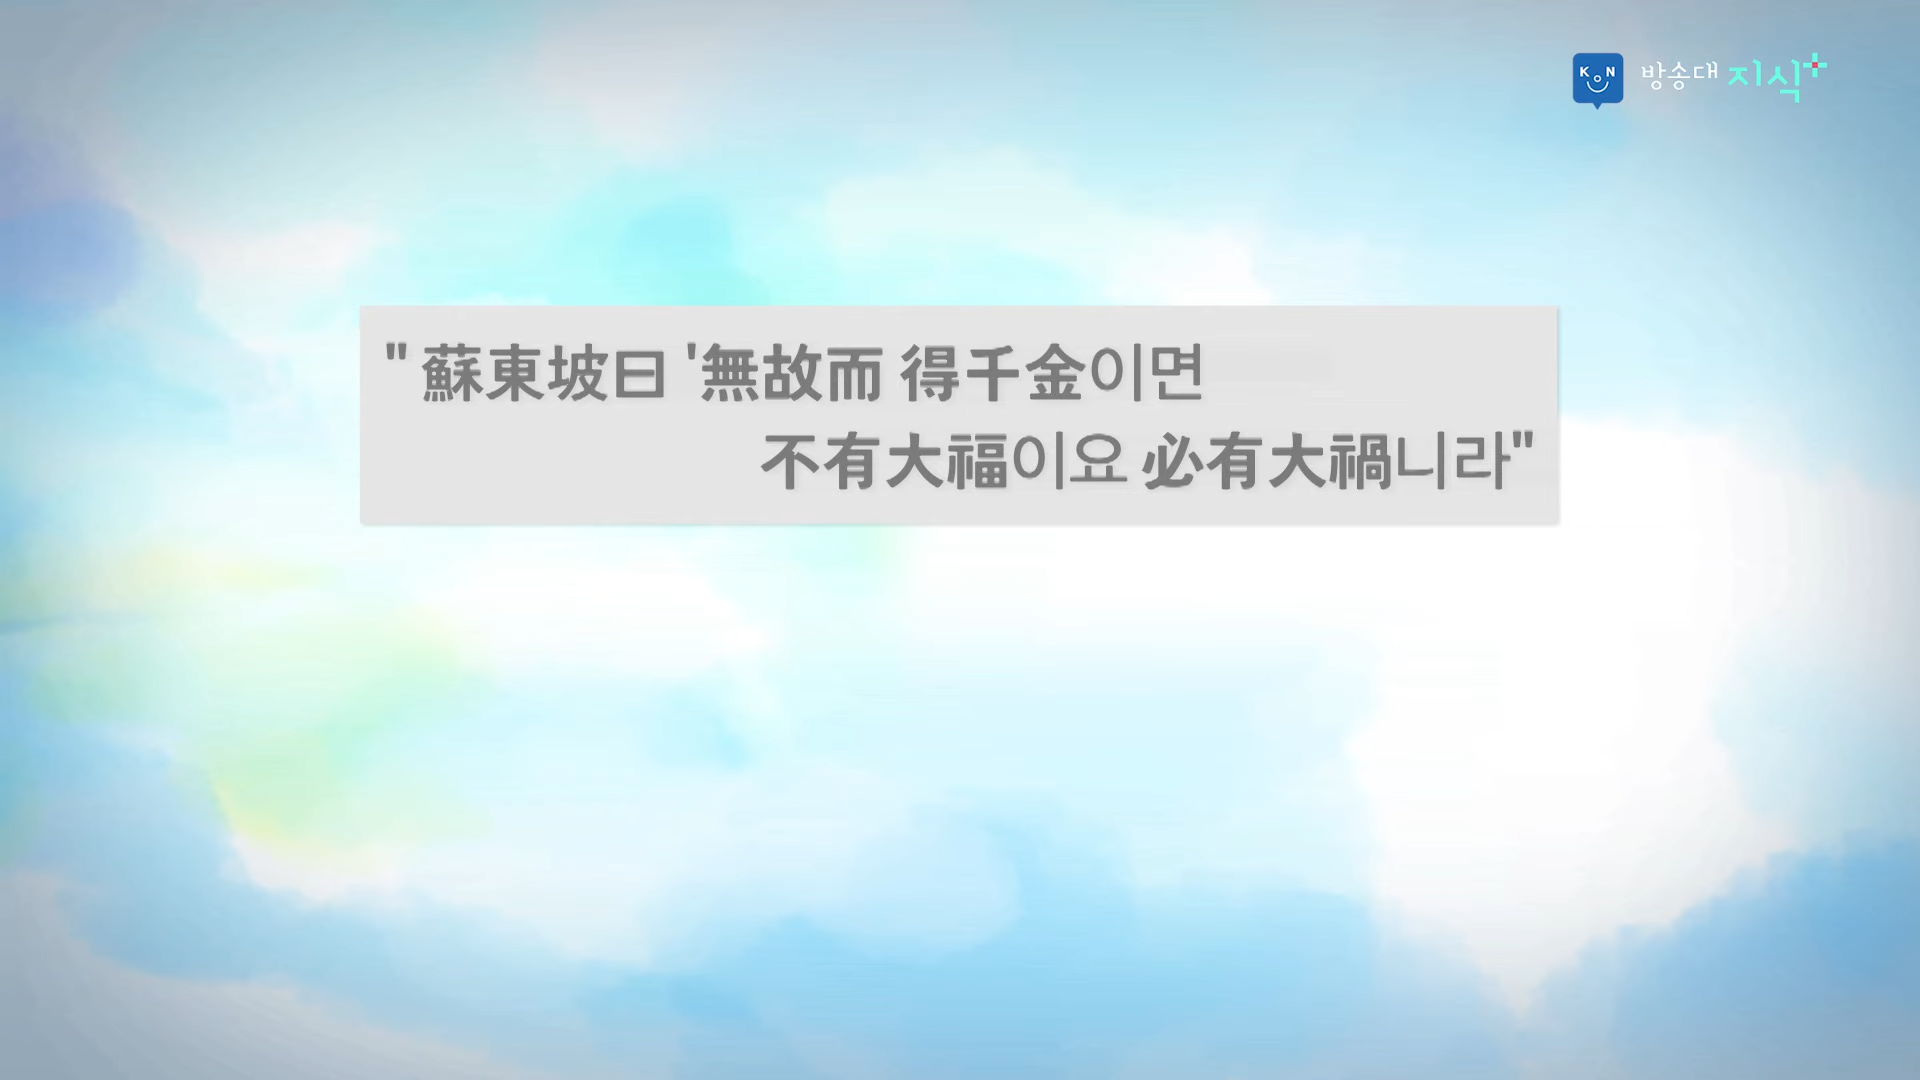 KON 방송대 지식+
" 蘇東坡曰 '無故而 得千金이면
不有大福이요 必有大禍니라"